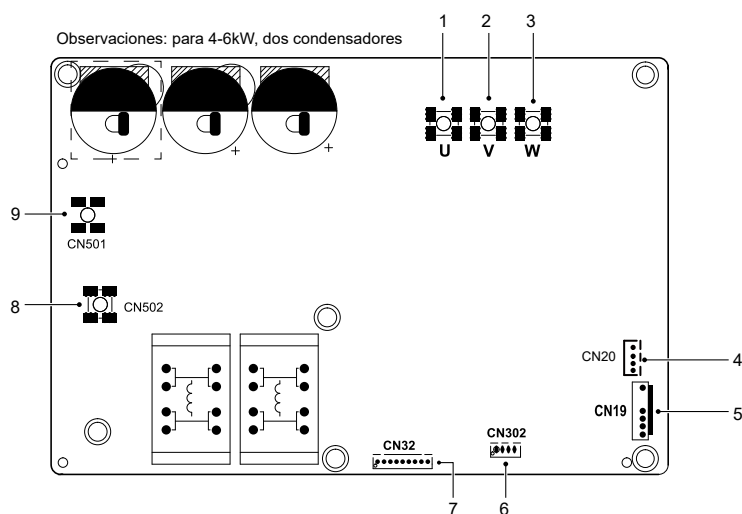 Observaciones: para 4-6kW, dos condensadores
1
2
3
U
V
W
9
CN501
8
CN502
CN20
4
CN19
5
CN32
CN302
7
6